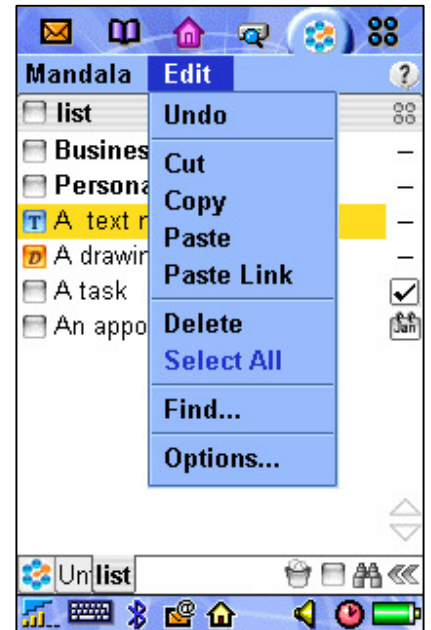 Mandala Edit ?
list
Undo
Busines
Cut
Persona
Copy
T A text r
Paste
D A drawin
Paste Link
A task
An appo
Delete
Jan
Select All
Find...
Options...
Un list